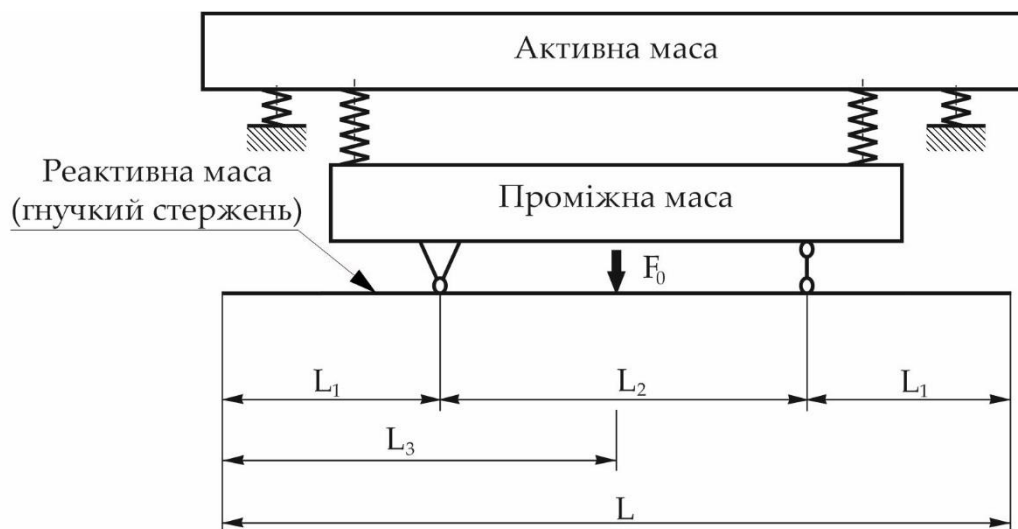 Активна маса
Реактивна маса
(гнучкий стержень)
Проміжна маса
F₀
L₁
L₂
L₁
L₃
L